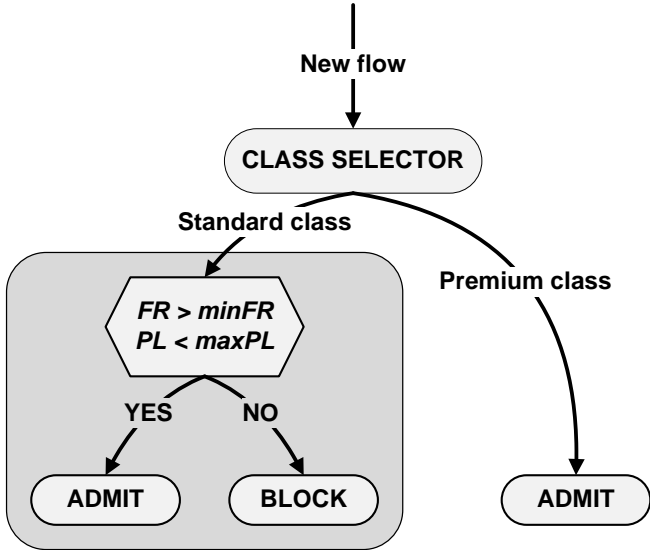 New flow
CLASS SELECTOR
Standard class
Premium class
FR > minFR
PL < maxPL
YES
NO
ADMIT
BLOCK
ADMIT